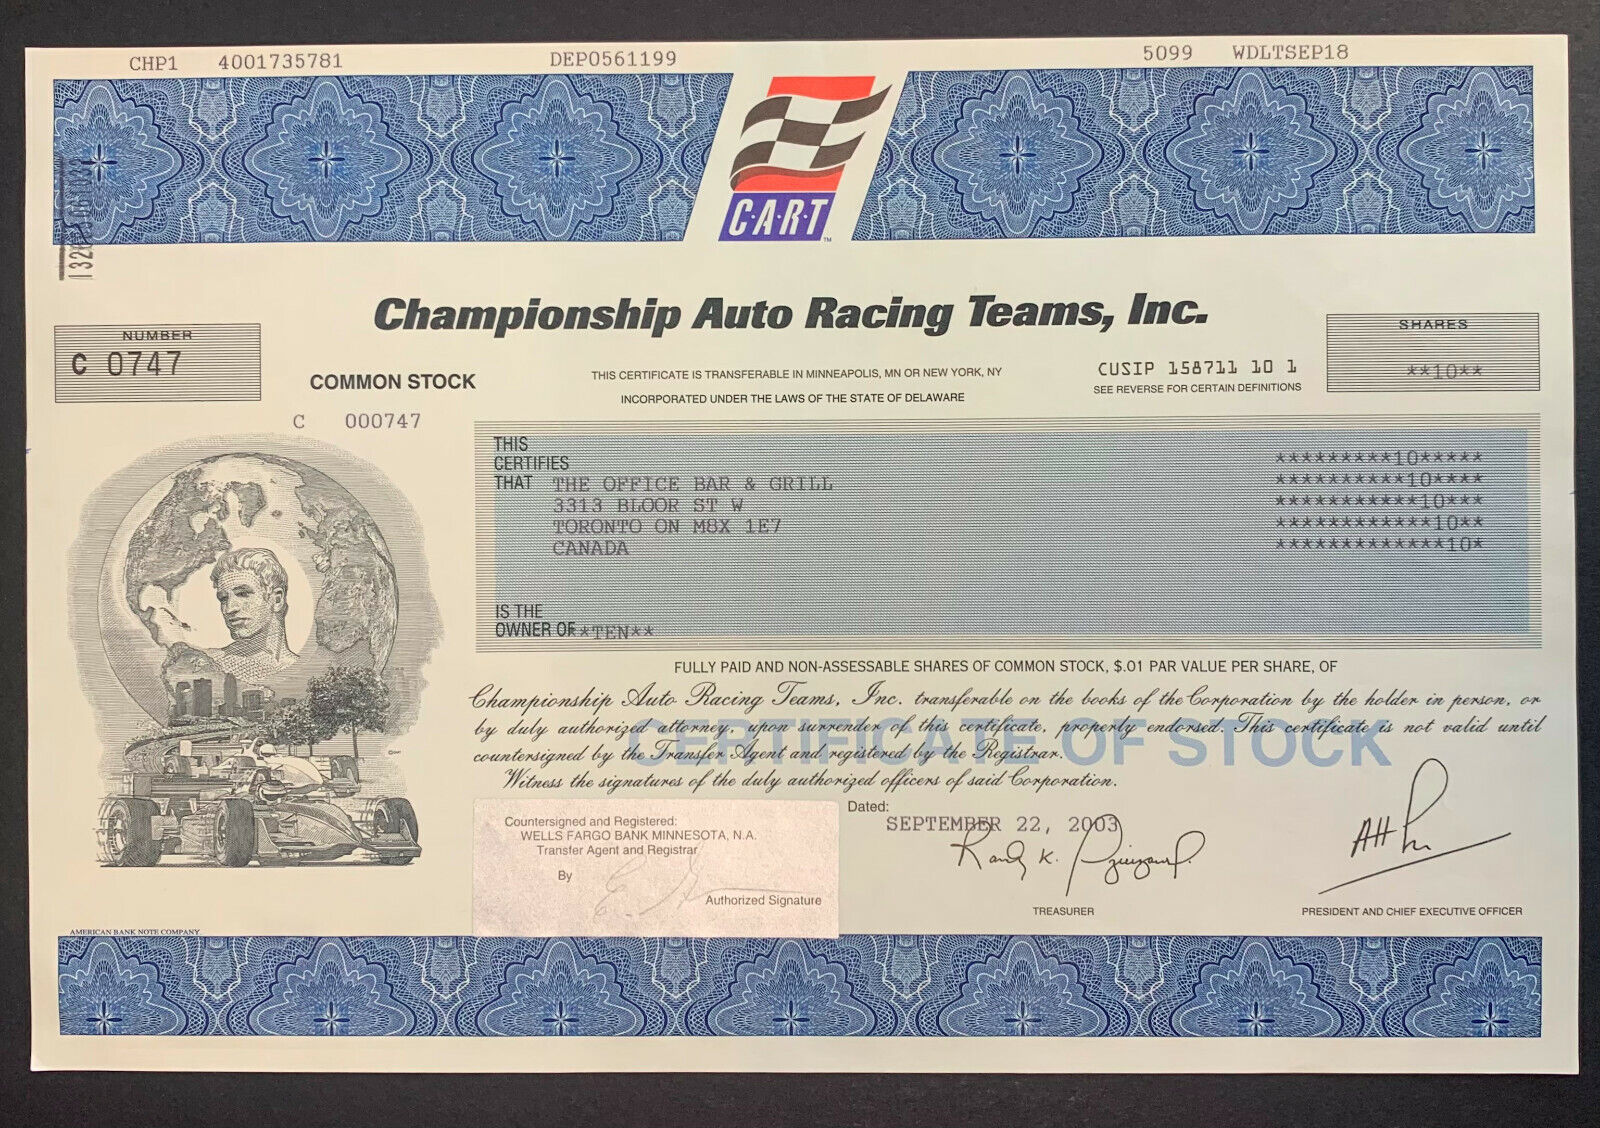 CHP1 4001735781 DEP0561199 5099 WDLTSEP18
C·A·R·T™
Championship Auto Racing Teams, Inc.
NUMBER
C 0747
SHARES
**10**
COMMON STOCK
THIS CERTIFICATE IS TRANSFERABLE IN MINNEAPOLIS, MN OR NEW YORK, NY
CUSIP 158711 10 1
INCORPORATED UNDER THE LAWS OF THE STATE OF DELAWARE
SEE REVERSE FOR CERTAIN DEFINITIONS
C 000747
THIS
CERTIFIES *********10*****
THAT THE OFFICE BAR & GRILL **********10****
3313 BLOOR ST W ***********10***
TORONTO ON M8X 1E7 ************10**
CANADA *************10*
IS THE
OWNER OF **TEN**
FULLY PAID AND NON-ASSESSABLE SHARES OF COMMON STOCK, $.01 PAR VALUE PER SHARE, OF
Championship Auto Racing Teams, Inc. transferable on the books of the Corporation by the holder in person, or
by duly authorized attorney, upon surrender of this certificate, properly endorsed. This certificate is not valid until
countersigned by the Transfer Agent and registered by the Registrar.
Witness the signatures of the duly authorized officers of said Corporation.
CERTIFICATE OF STOCK
Countersigned and Registered:
WELLS FARGO BANK MINNESOTA, N.A.
Transfer Agent and Registrar
By
Authorized Signature
Dated:
SEPTEMBER 22, 2003
TREASURER
PRESIDENT AND CHIEF EXECUTIVE OFFICER
AMERICAN BANK NOTE COMPANY.